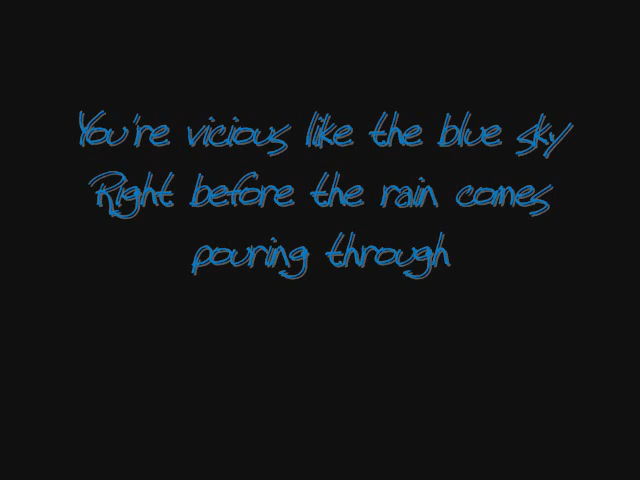 You're vicious like the blue sky
Right before the rain comes
pouring through